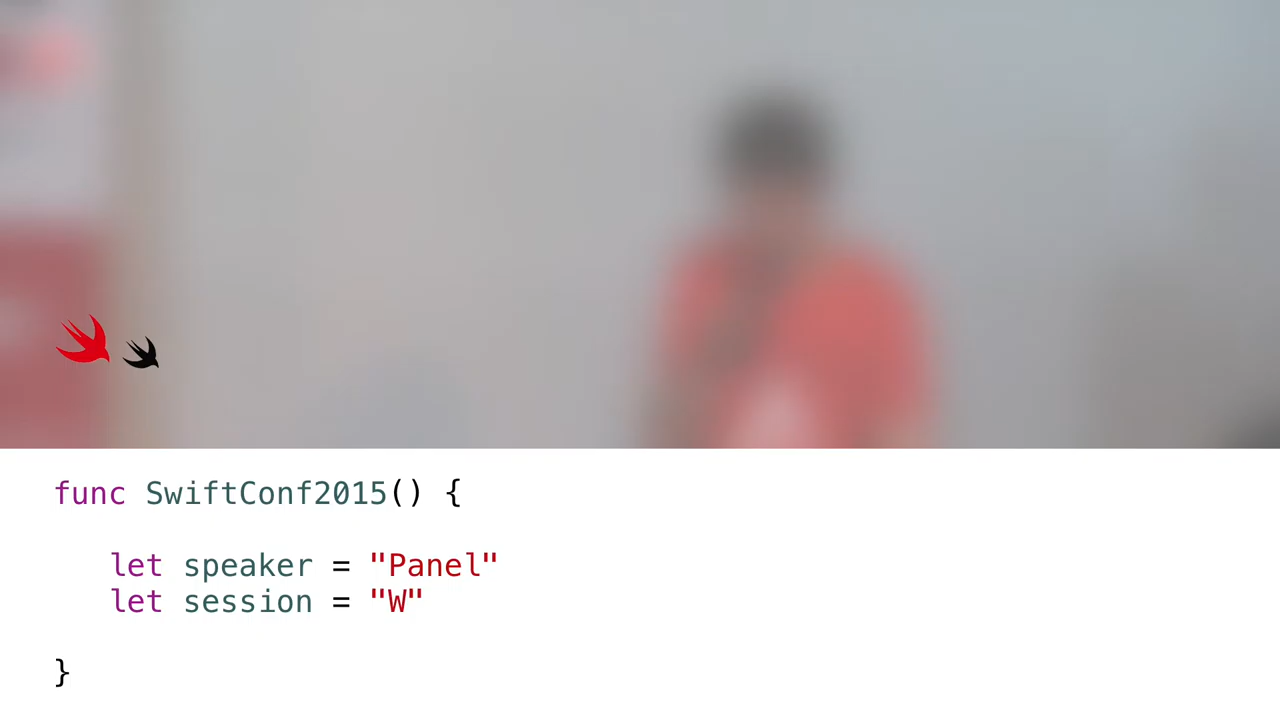 func SwiftConf2015() {
let speaker = "Panel"
let session = "W"
}